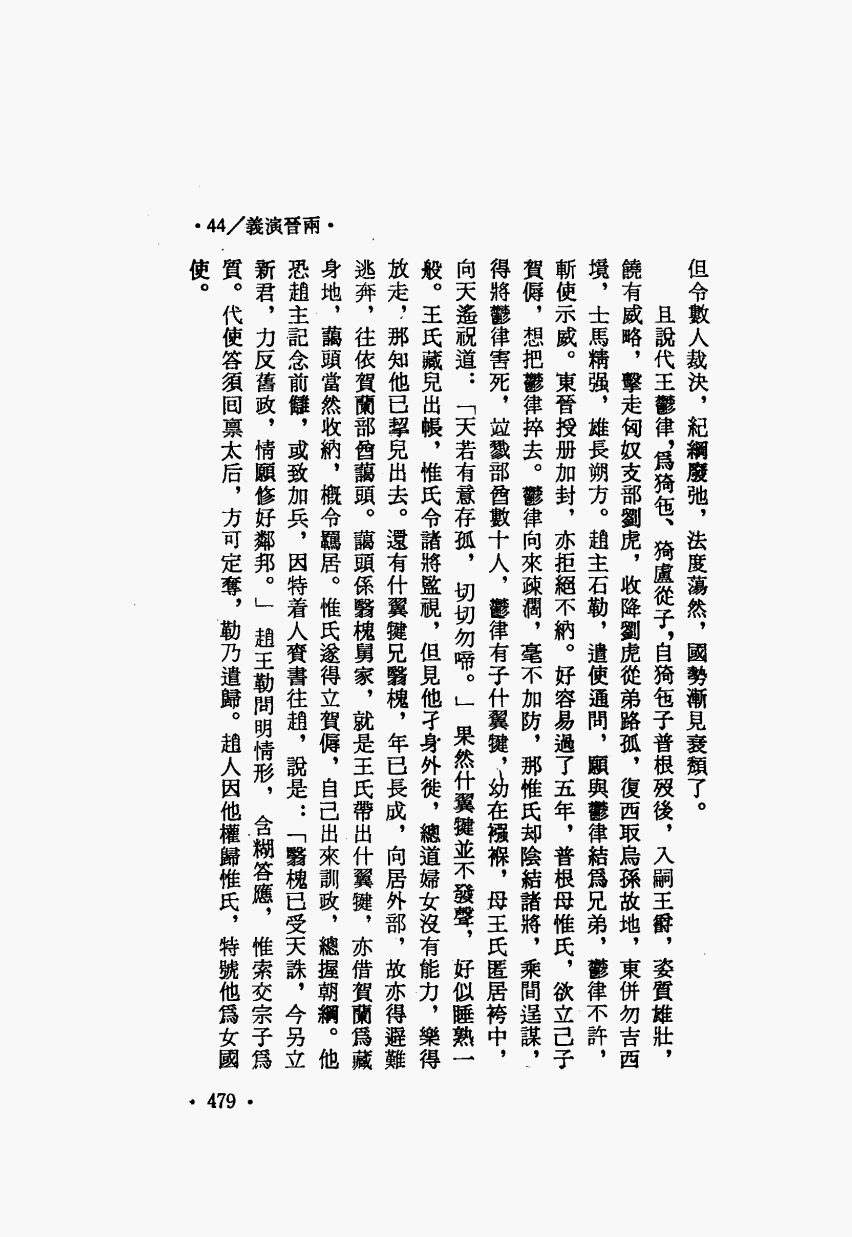 ・44／義演晉兩・
但令數人裁決，紀綱廢弛，法度蕩然，國勢漸見衰頹了。
且說代王鬱律，爲猗㐌、猗盧從子，自猗㐌子普根歿後，入嗣王爵，姿質雄壯，
饒有威略，擊走匈奴支部劉虎，收降劉虎從弟路孤，復西取烏孫故地，東併勿吉西
境，士馬精强，雄長朔方。趙主石勒，遣使通問，願與鬱律結爲兄弟，鬱律不許，
斬使示威。東晉授册加封，亦拒絕不納。好容易過了五年，普根母惟氏，欲立己子
賀傉，想把鬱律捽去。鬱律向來疎濶，毫不加防，那惟氏却陰結諸將，乘間逞謀，
得將鬱律害死，竝戮部酋數十人，鬱律有子什翼犍，幼在襁褓，母王氏匿居袴中，
向天遙祝道：「天若有意存孤，切切勿啼。」果然什翼犍並不發聲，好似睡熟一
般。王氏藏兒出帳，惟氏令諸將監視，但見他孑身外徙，總道婦女沒有能力，樂得
放走，那知他已挈兒出去。還有什翼犍兄翳槐，年已長成，向居外部，故亦得避難
逃奔，往依賀蘭部酋藹頭。藹頭係翳槐舅家，就是王氏帶出什翼犍，亦借賀蘭爲藏
身地，藹頭當然收納，槪令羈居。惟氏遂得立賀傉，自己出來訓政，總握朝綱。他
恐趙主記念前讎，或致加兵，因特着人齎書往趙，說是：「翳槐已受天誅，今另立
新君，力反舊政，情願修好鄰邦。」趙王勒問明情形，含糊答應，惟索交宗子爲
質。代使答須囘禀太后，方可定奪，勒乃遣歸。趙人因他權歸惟氏，特號他爲女國
使。
・479・